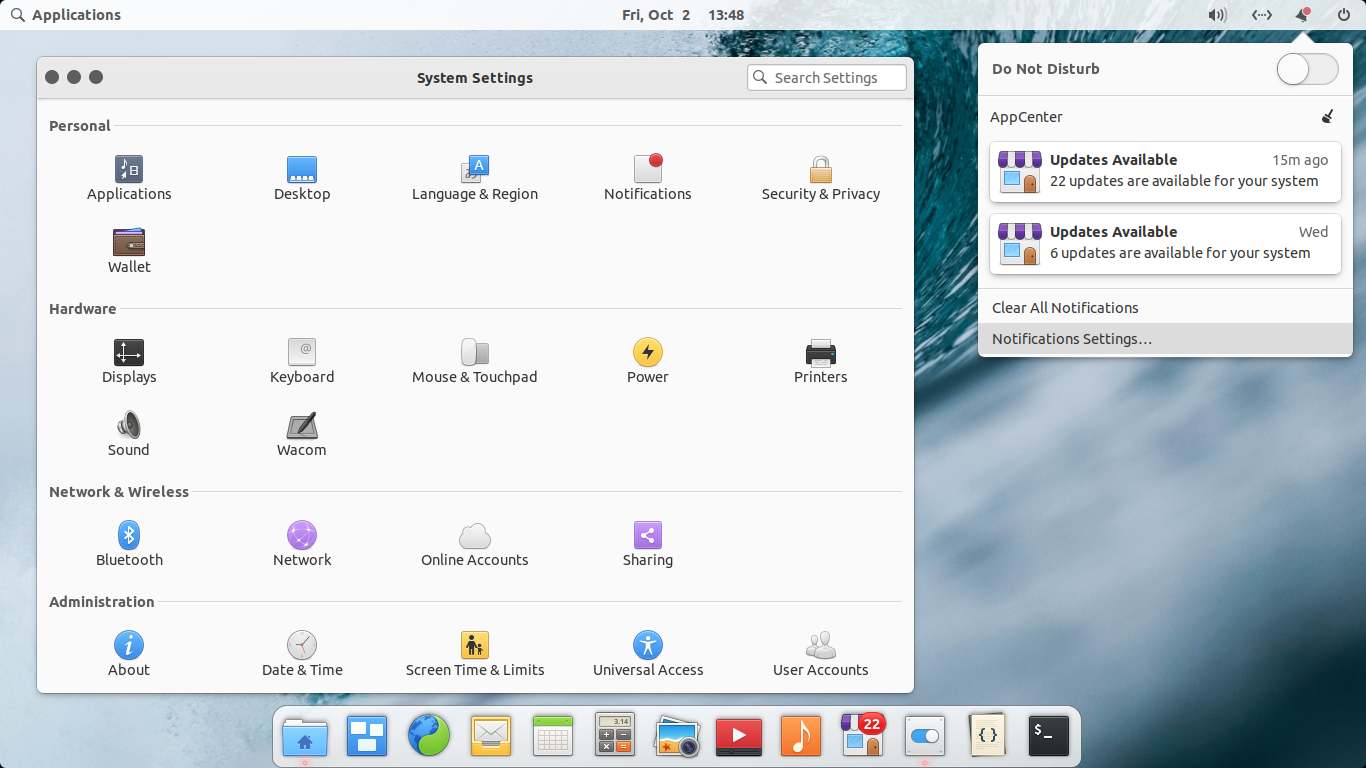 Applications
Fri, Oct 2 13:48
System Settings
Search Settings
Personal
Applications
Desktop
Language & Region
Notifications
Security & Privacy
Wallet
Hardware
Displays
Keyboard
Mouse & Touchpad
Power
Printers
Sound
Wacom
Network & Wireless
Bluetooth
Network
Online Accounts
Sharing
Administration
About
Date & Time
Screen Time & Limits
Universal Access
User Accounts
Do Not Disturb
AppCenter
Updates Available 15m ago
22 updates are available for your system
Updates Available Wed
6 updates are available for your system
Clear All Notifications
Notifications Settings…
3.14
22
{}
$_